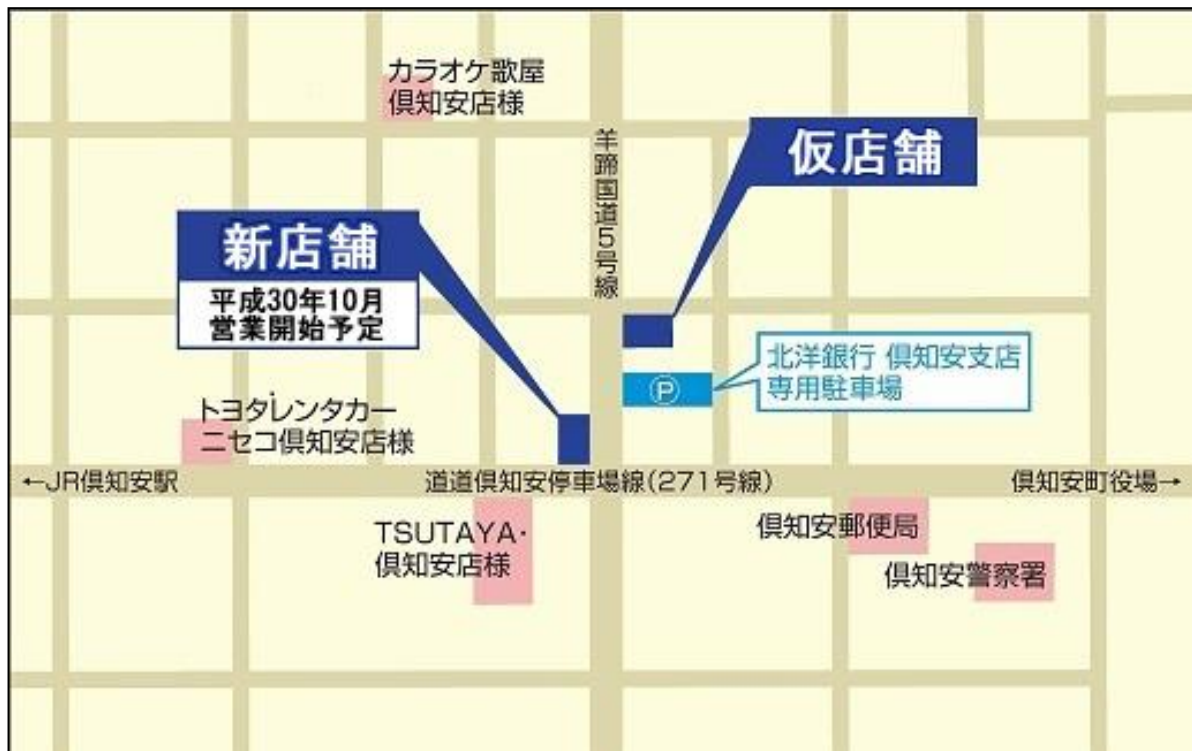 カラオケ歌屋
倶知安店様
羊蹄国道5号線
仮店舗
新店舗
平成30年10月
営業開始予定
北洋銀行 倶知安支店
専用駐車場
P
トヨタレンタカー
ニセコ倶知安店様
←JR倶知安駅
道道倶知安停車場線(271号線)
倶知安町役場→
TSUTAYA・
倶知安店様
倶知安郵便局
倶知安警察署